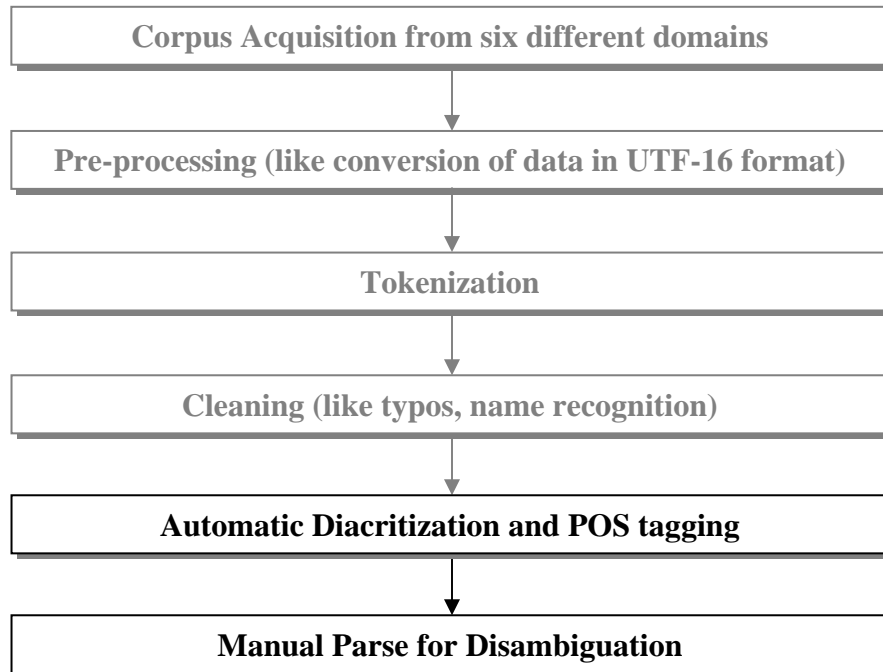 Corpus Acquisition from six different domains
Pre-processing (like conversion of data in UTF-16 format)
Tokenization
Cleaning (like typos, name recognition)
Automatic Diacritization and POS tagging
Manual Parse for Disambiguation